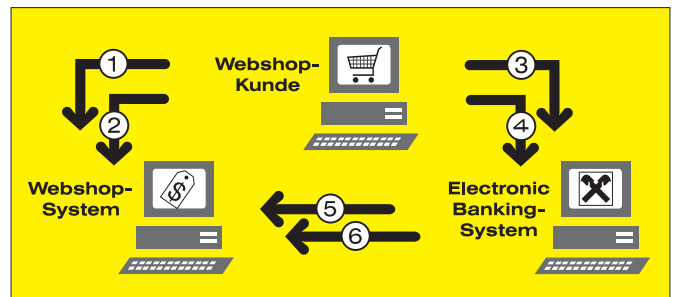 1
Webshop-
Kunde
3
2
4
Webshop-
System
$
5
6
Electronic
Banking-
System